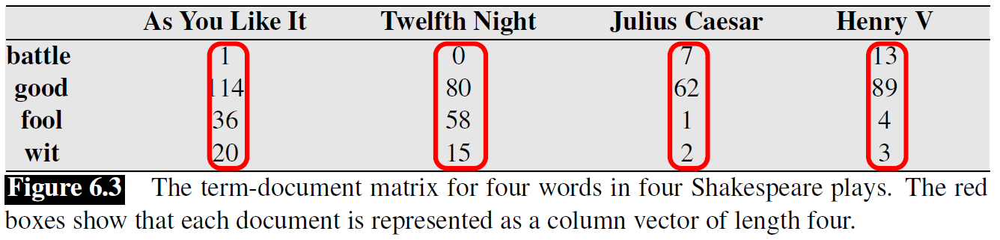 As You Like It Twelfth Night Julius Caesar Henry V
battle 1 0 7 13
good 114 80 62 89
fool 36 58 1 4
wit 20 15 2 3
Figure 6.3 The term-document matrix for four words in four Shakespeare plays. The red
boxes show that each document is represented as a column vector of length four.